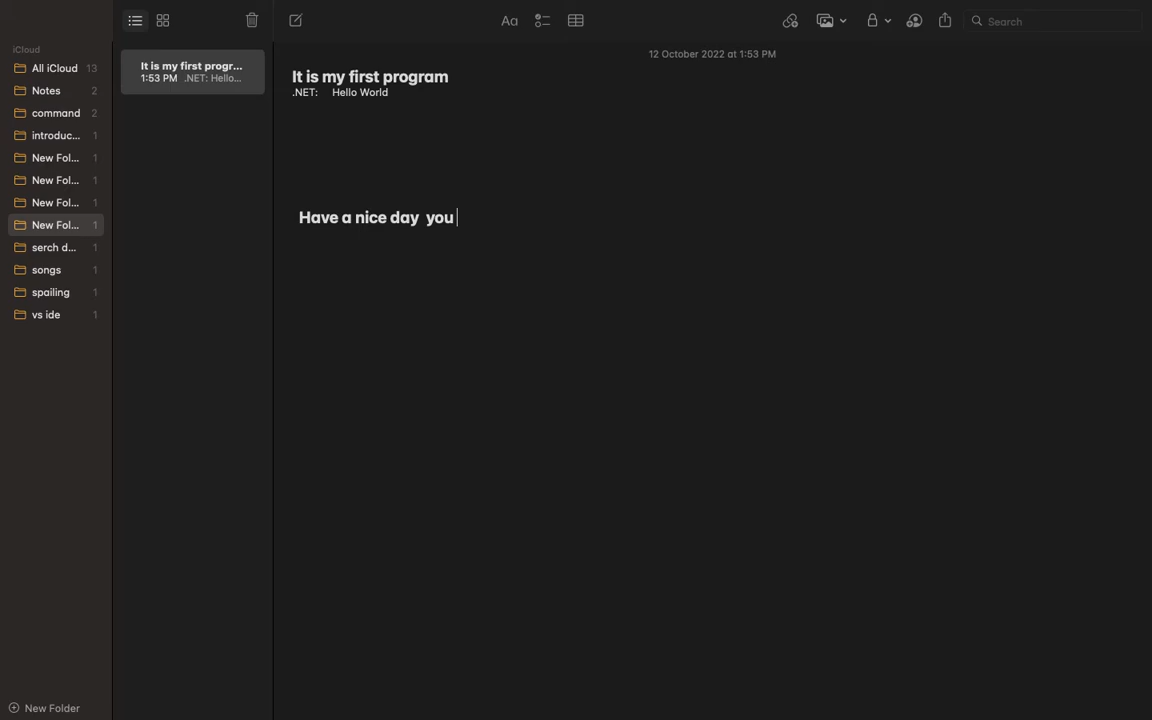 Aa
Search
iCloud
All iCloud 13
Notes 2
command 2
introduc... 1
New Fol... 1
New Fol... 1
New Fol... 1
New Fol... 1
serch d... 1
songs 1
spailing 1
vs ide 1
New Folder
It is my first progr...
1:53 PM .NET: Hello...
12 October 2022 at 1:53 PM
It is my first program
.NET: Hello World
Have a nice day you